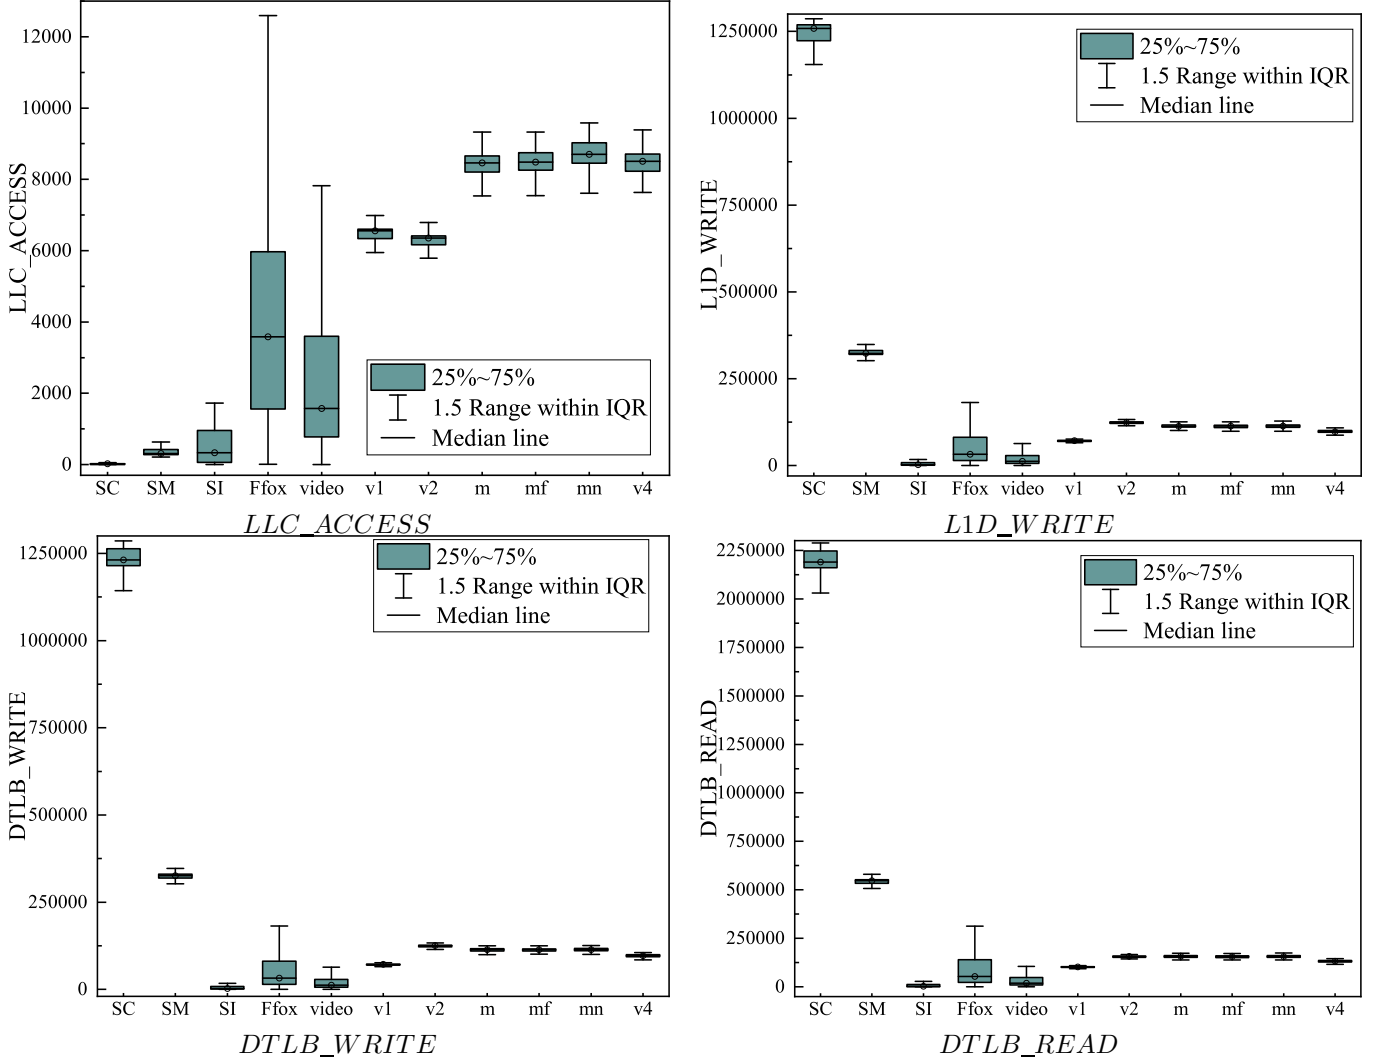 12000
10000
8000
6000
4000
2000
0
LLC_ACCESS
25%~75%
1.5 Range within IQR
Median line
SC SM SI Ffox video v1 v2 m mf mn v4
LLC_ACCESS
1250000
1000000
750000
500000
250000
0
L1D_WRITE
25%~75%
1.5 Range within IQR
Median line
SC SM SI Ffox video v1 v2 m mf mn v4
L1D_WRITE
1250000
1000000
750000
500000
250000
0
DTLB_WRITE
25%~75%
1.5 Range within IQR
Median line
SC SM SI Ffox video v1 v2 m mf mn v4
DTLB_WRITE
2250000
2000000
1750000
1500000
1250000
1000000
750000
500000
250000
0
DTLB_READ
25%~75%
1.5 Range within IQR
Median line
SC SM SI Ffox video v1 v2 m mf mn v4
DTLB_READ